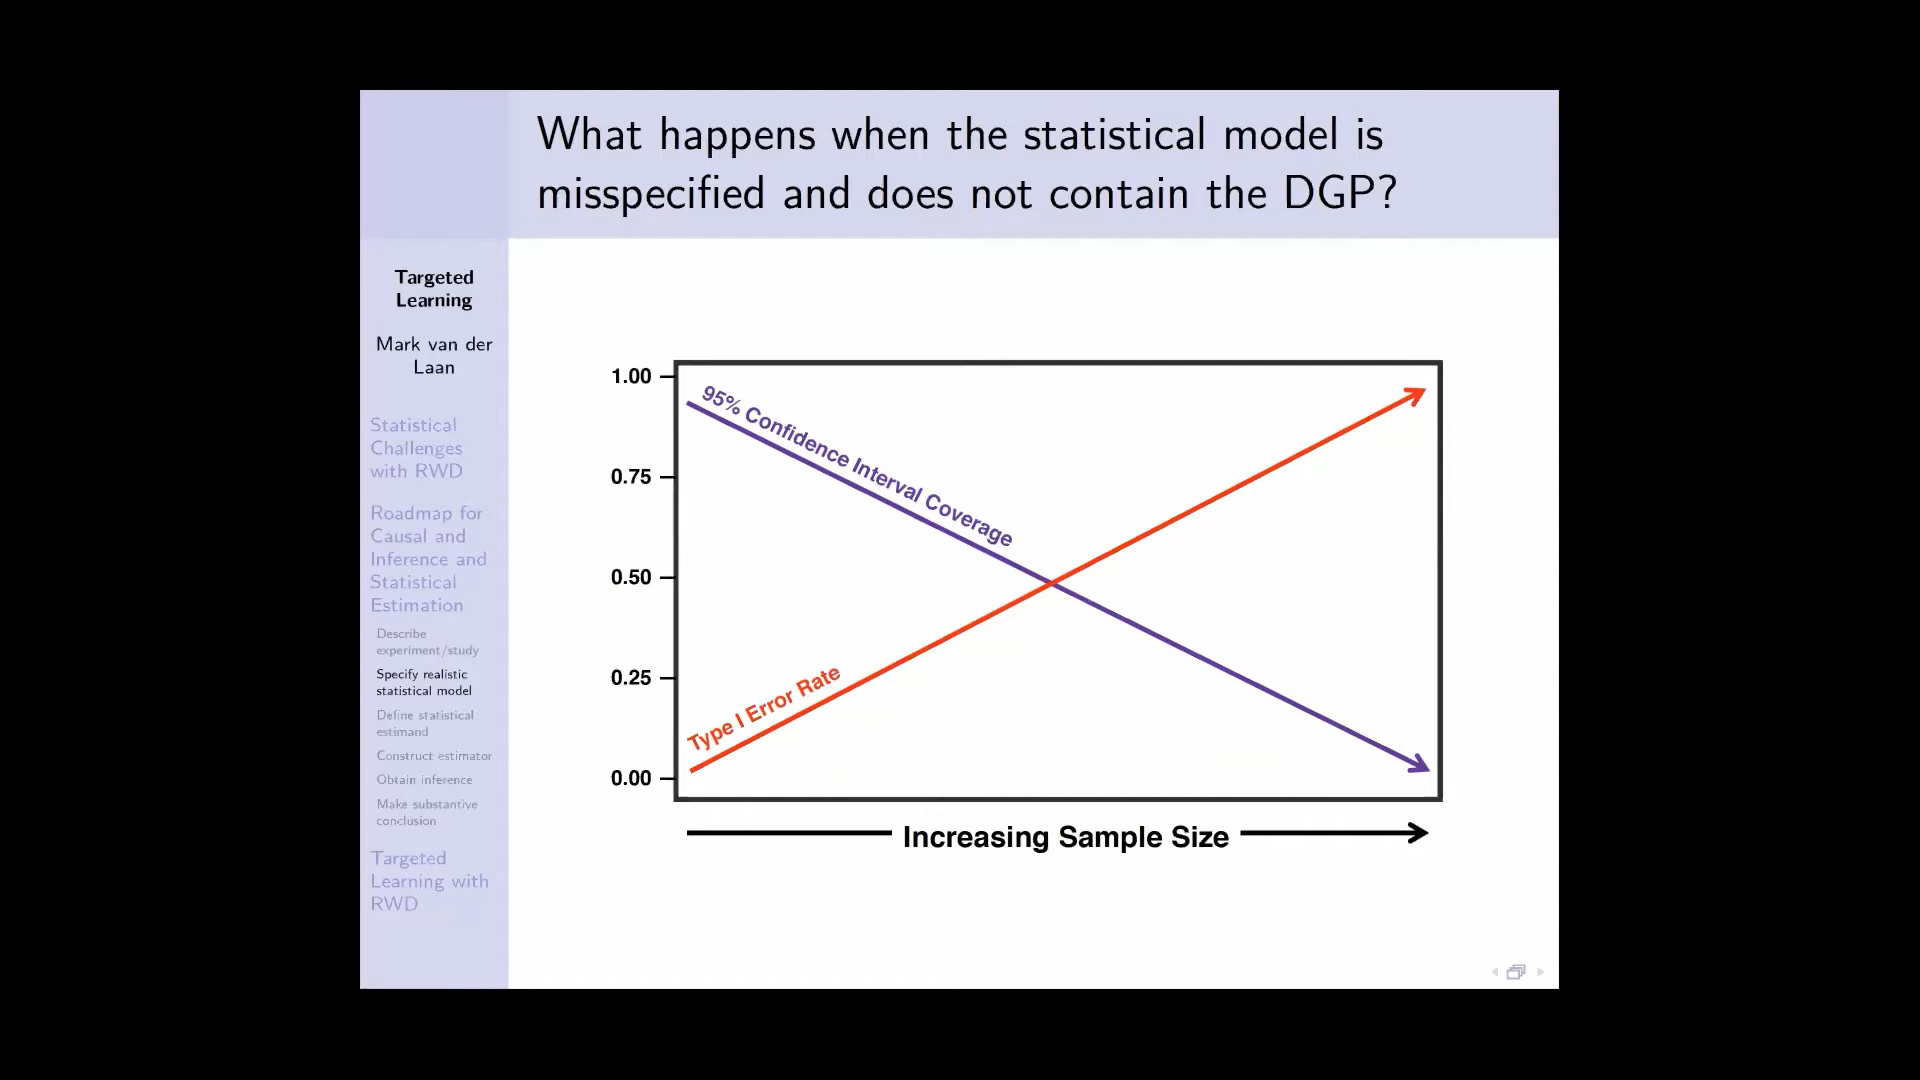 What happens when the statistical model is
misspecified and does not contain the DGP?
Targeted
Learning
Mark van der
Laan
Statistical
Challenges
with RWD
Roadmap for
Causal and
Inference and
Statistical
Estimation
Describe
experiment/study
Specify realistic
statistical model
Define statistical
estimand
Construct estimator
Obtain inference
Make substantive
conclusion
Targeted
Learning with
RWD
1.00
0.75
0.50
0.25
0.00
95% Confidence Interval Coverage
Type I Error Rate
Increasing Sample Size